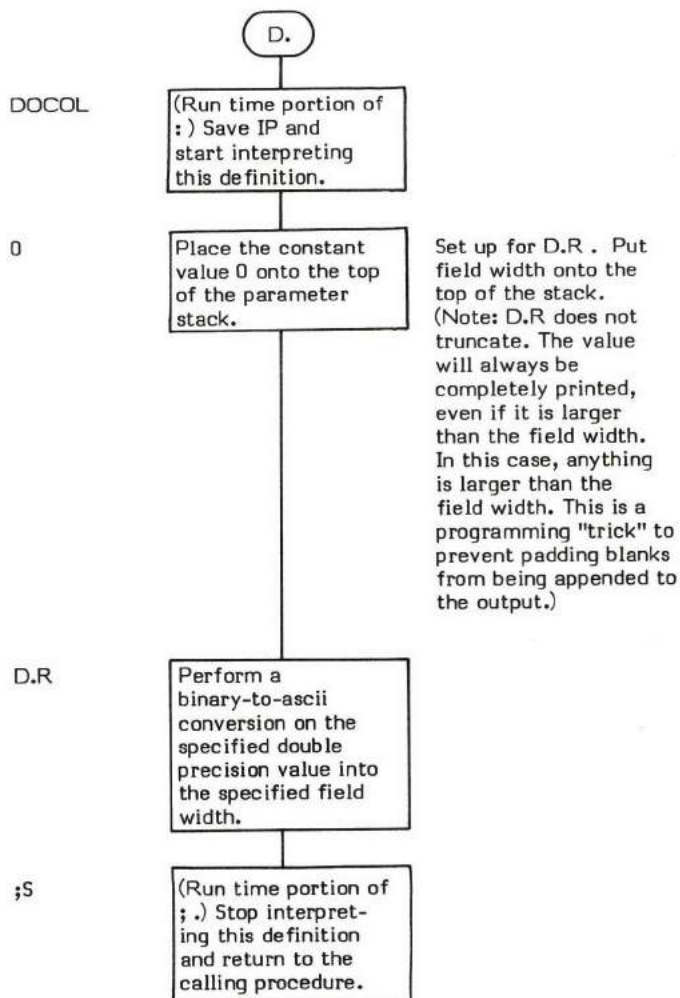 D.
DOCOL
(Run time portion of
: ) Save IP and
start interpreting
this definition.
0
Place the constant
value 0 onto the top
of the parameter
stack.
Set up for D.R . Put
field width onto the
top of the stack.
(Note: D.R does not
truncate. The value
will always be
completely printed,
even if it is larger
than the field width.
In this case, anything
is larger than the
field width. This is a
programming "trick" to
prevent padding blanks
from being appended to
the output.)
D.R
Perform a
binary-to-ascii
conversion on the
specified double
precision value into
the specified field
width.
;S
(Run time portion of
; .) Stop interpret-
ing this definition
and return to the
calling procedure.